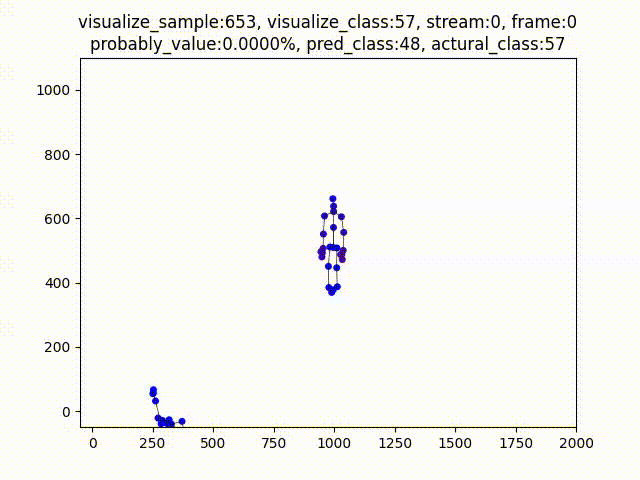 visualize_sample:653, visualize_class:57, stream:0, frame:0
probably_value:0.0000%, pred_class:48, actural_class:57
1000
800
600
400
200
0
0 250 500 750 1000 1250 1500 1750 2000